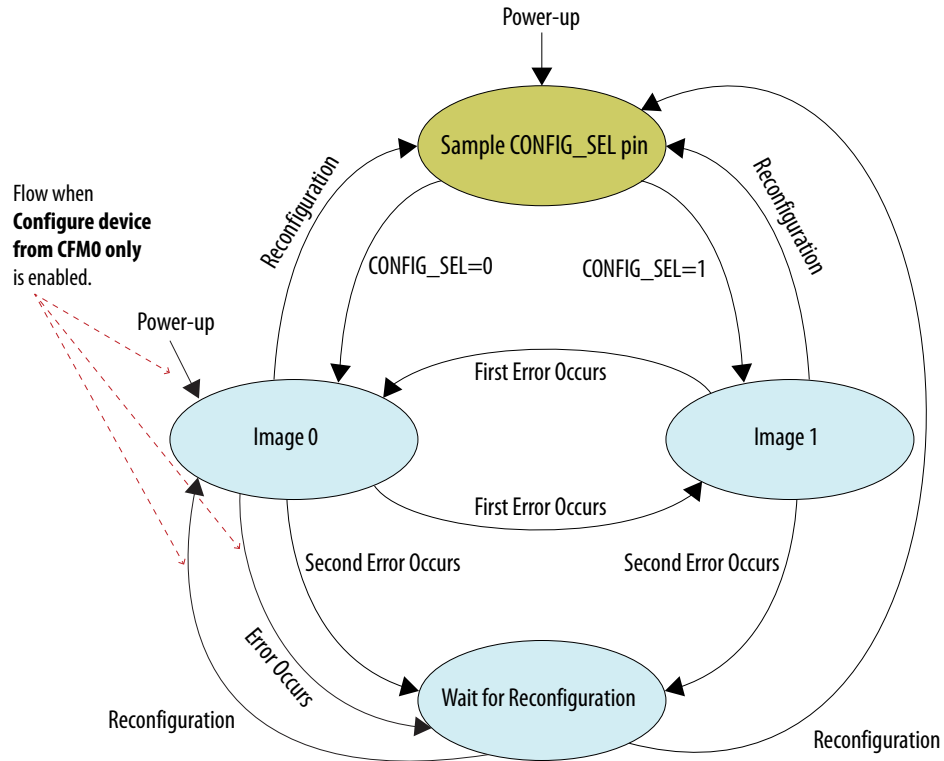 Power-up
Sample CONFIG_SEL pin
Reconfiguration
Reconfiguration
Flow when
Configure device
from CFM0 only
is enabled.
CONFIG_SEL=0
CONFIG_SEL=1
Power-up
First Error Occurs
Image 0
Image 1
First Error Occurs
Second Error Occurs
Second Error Occurs
Error Occurs
Wait for Reconfiguration
Reconfiguration
Reconfiguration